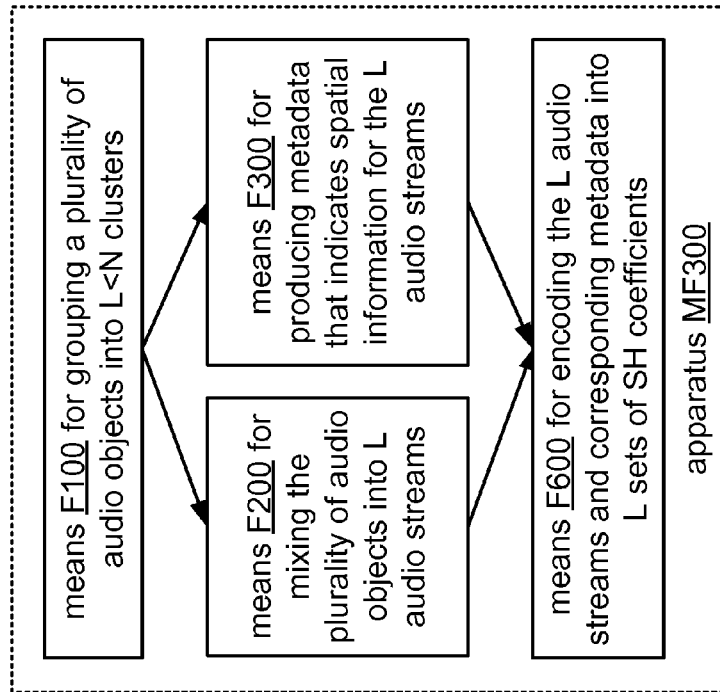 means F100 for grouping a plurality of
audio objects into L<N clusters
means F200 for
mixing the
plurality of audio
objects into L
audio streams
means F300 for
producing metadata
that indicates spatial
information for the L
audio streams
means F600 for encoding the L audio
streams and corresponding metadata into
L sets of SH coefficients
apparatus MF300